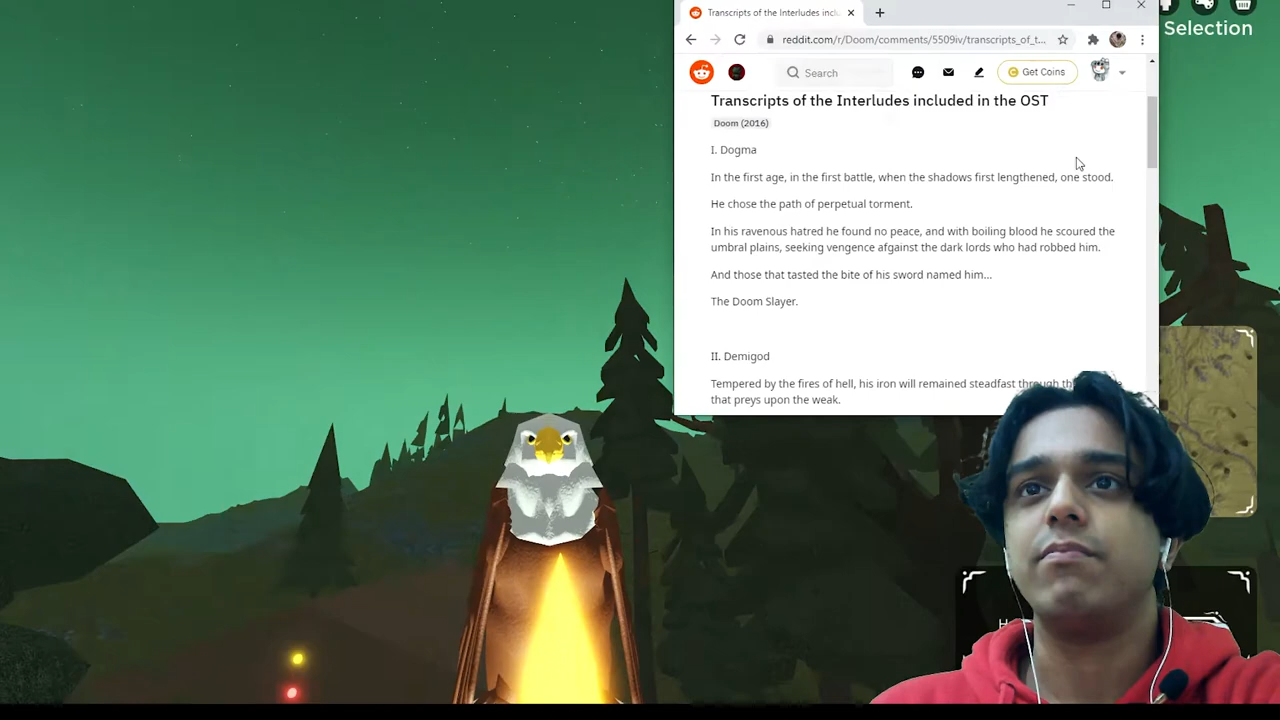 Transcripts of the Interludes inclu
reddit.com/r/Doom/comments/5509iv/transcripts_of_t...
Selection
Search
Get Coins
Transcripts of the Interludes included in the OST
Doom (2016)
I. Dogma
In the first age, in the first battle, when the shadows first lengthened, one stood.
He chose the path of perpetual torment.
In his ravenous hatred he found no peace, and with boiling blood he scoured the
umbral plains, seeking vengence afgainst the dark lords who had robbed him.
And those that tasted the bite of his sword named him...
The Doom Slayer.
II. Demigod
Tempered by the fires of hell, his iron will remained steadfast through
that preys upon the weak.